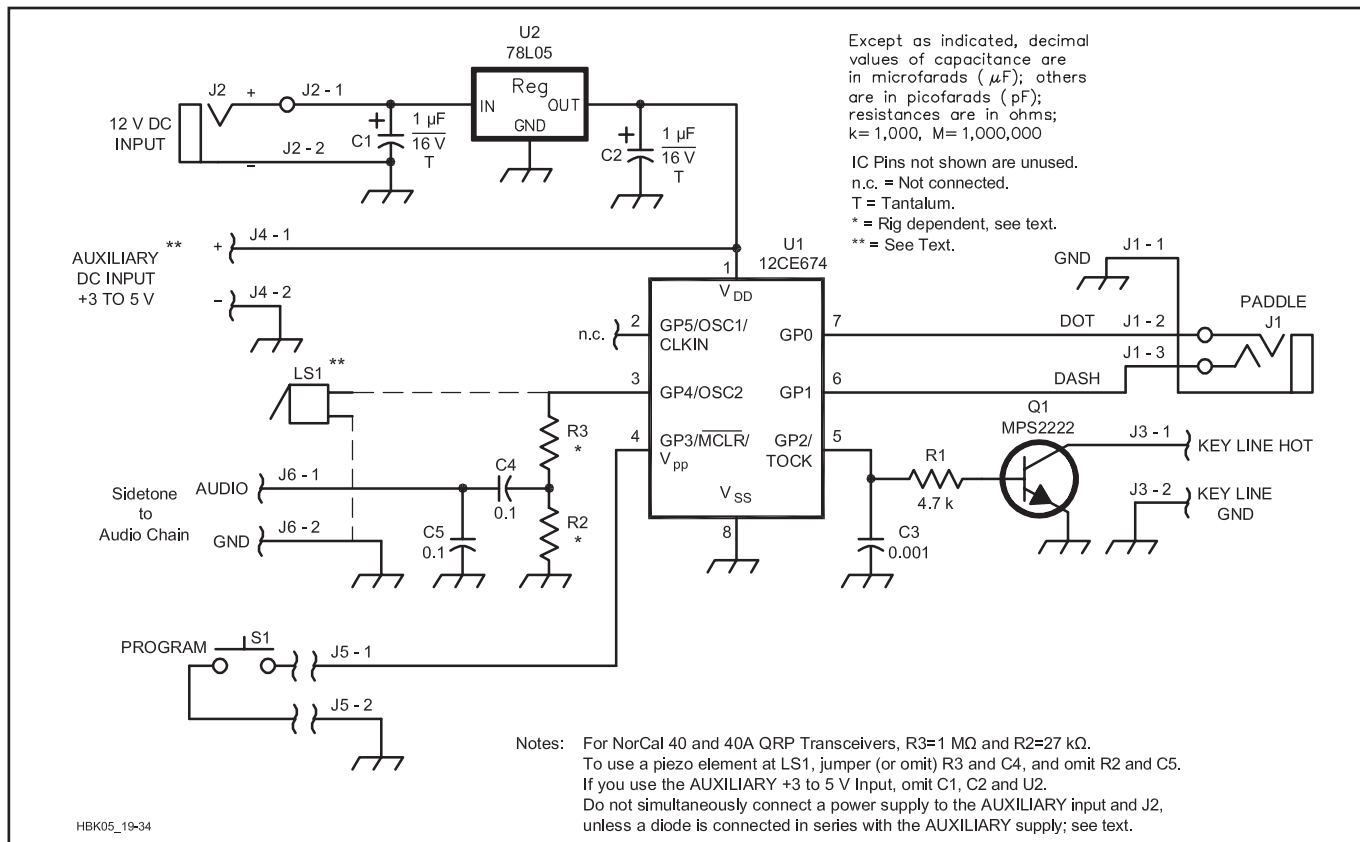 U2
78L05
Reg
IN
OUT
GND
J2
+
J2 - 1
12 V DC
INPUT
J2 - 2
–
+
C1
1 µF
16 V
T
+
C2
1 µF
16 V
T
Except as indicated, decimal
values of capacitance are
in microfarads ( µF); others
are in picofarads ( pF);
resistances are in ohms;
k= 1,000, M= 1,000,000
IC Pins not shown are unused.
n.c. = Not connected.
T = Tantalum.
* = Rig dependent, see text.
** = See Text.
AUXILIARY **
DC INPUT
+3 TO 5 V
+
J4 - 1
–
J4 - 2
U1
12CE674
1
VDD
n.c.
2
GP5/OSC1/
CLKIN
GP0
7
3
GP4/OSC2
GP1
6
4
GP3/MCLR/
Vpp
GP2/
TOCK
5
VSS
8
GND
J1 - 1
DOT
J1 - 2
DASH
J1 - 3
PADDLE
J1
LS1
**
R3
*
C4
0.1
R2
*
C5
0.1
Sidetone
to
Audio Chain
AUDIO
J6 - 1
GND
J6 - 2
Q1
MPS2222
R1
4.7 k
C3
0.001
J3 - 1
KEY LINE HOT
J3 - 2
KEY LINE
GND
PROGRAM
S1
J5 - 1
J5 - 2
Notes: For NorCal 40 and 40A QRP Transceivers, R3=1 MΩ and R2=27 kΩ.
To use a piezo element at LS1, jumper (or omit) R3 and C4, and omit R2 and C5.
If you use the AUXILIARY +3 to 5 V Input, omit C1, C2 and U2.
Do not simultaneously connect a power supply to the AUXILIARY input and J2,
unless a diode is connected in series with the AUXILIARY supply; see text.
HBK05_19-34